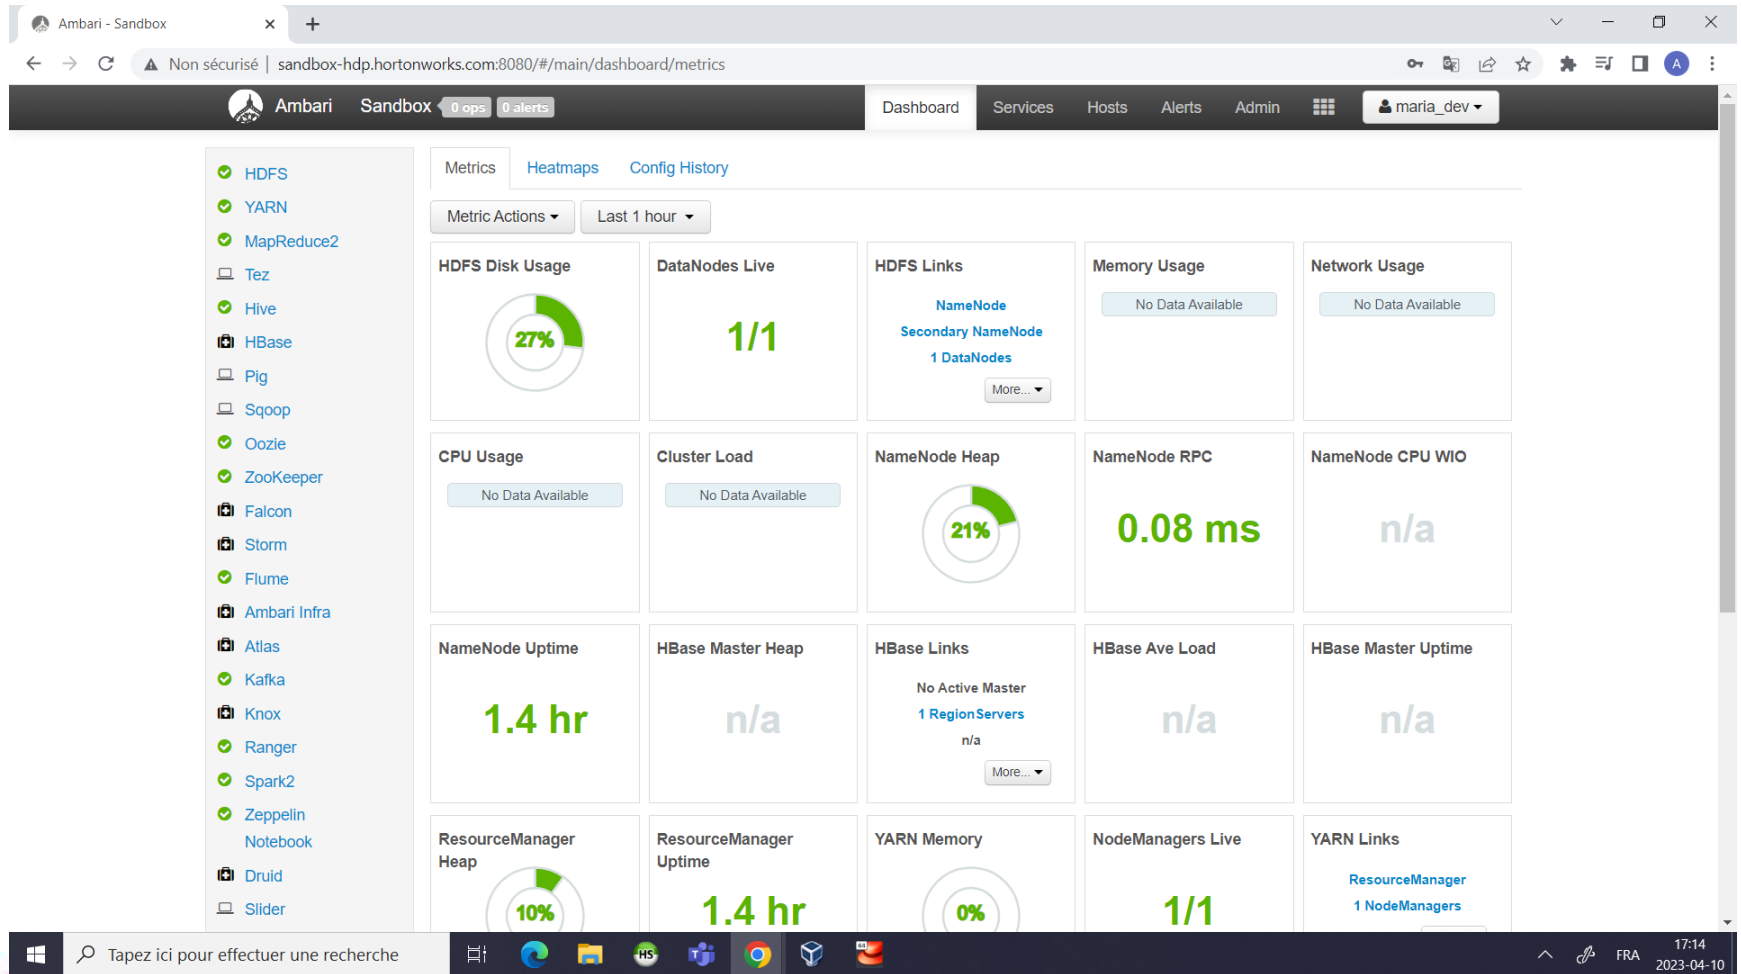 Ambari - Sandbox
Non sécurisé | sandbox-hdp.hortonworks.com:8080/#/main/dashboard/metrics
A
Ambari Sandbox 0 ops 0 alerts
Dashboard Services Hosts Alerts Admin maria_dev
HDFS
YARN
MapReduce2
Tez
Hive
HBase
Pig
Sqoop
Oozie
ZooKeeper
Falcon
Storm
Flume
Ambari Infra
Atlas
Kafka
Knox
Ranger
Spark2
Zeppelin
Notebook
Druid
Slider
Metrics Heatmaps Config History
Metric Actions Last 1 hour
HDFS Disk Usage
27%
DataNodes Live
1/1
HDFS Links
NameNode
Secondary NameNode
1 DataNodes
More...
Memory Usage
No Data Available
Network Usage
No Data Available
CPU Usage
No Data Available
Cluster Load
No Data Available
NameNode Heap
21%
NameNode RPC
0.08 ms
NameNode CPU WIO
n/a
NameNode Uptime
1.4 hr
HBase Master Heap
n/a
HBase Links
No Active Master
1 RegionServers
n/a
More...
HBase Ave Load
n/a
HBase Master Uptime
n/a
ResourceManager
Heap
10%
ResourceManager
Uptime
1.4 hr
YARN Memory
0%
NodeManagers Live
1/1
YARN Links
ResourceManager
1 NodeManagers
Tapez ici pour effectuer une recherche
HS
64
FRA
17:14
2023-04-10